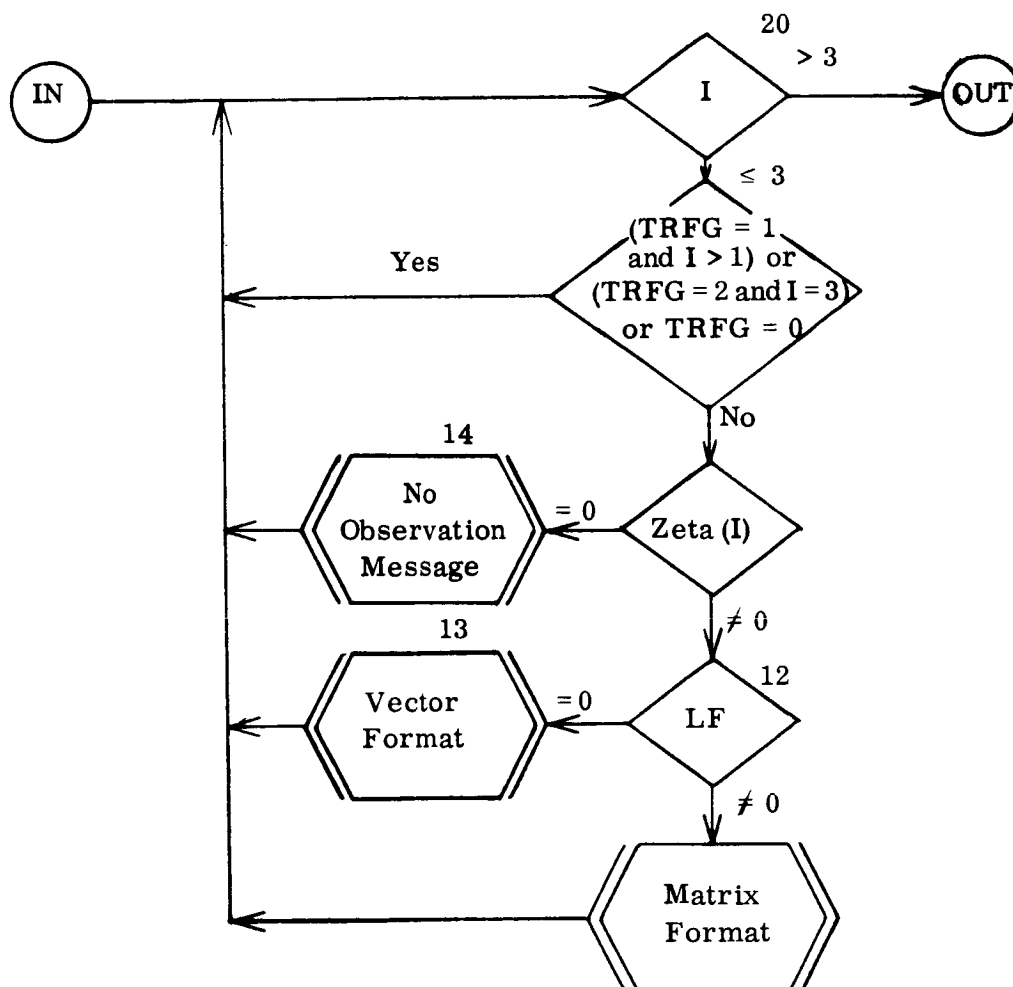 20
> 3
IN
I
OUT
≤ 3
(TRFG = 1
and I > 1) or
(TRFG = 2 and I = 3)
or TRFG = 0
Yes
No
14
No
Observation
Message
= 0
Zeta (I)
≠ 0
13
Vector
Format
=0
12
LF
≠ 0
Matrix
Format